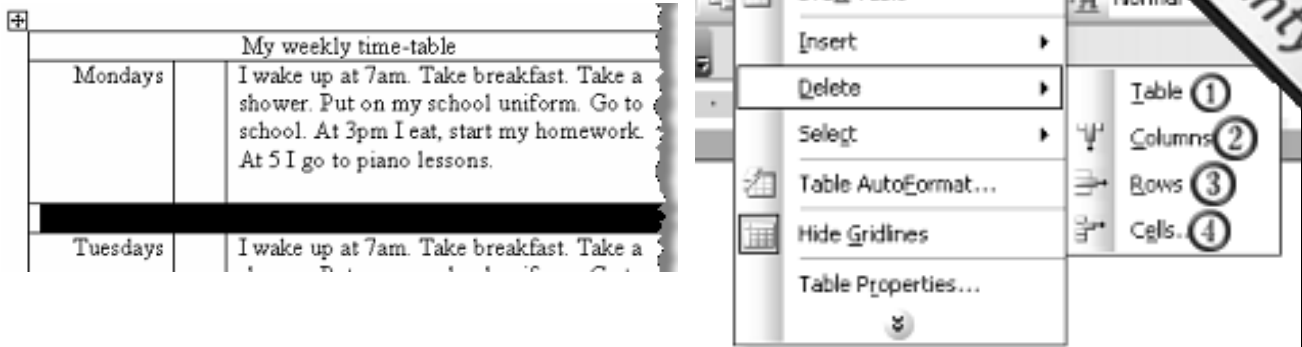 My weekly time-table
Mondays
I wake up at 7am. Take breakfast. Take a
shower. Put on my school uniform. Go to
school. At 3pm I eat, start my homework.
At 5 I go to piano lessons.
Tuesdays
I wake up at 7am. Take breakfast. Take a
Insert
Delete
Select
Table AutoFormat...
Hide Gridlines
Table Properties...
Table 1
Columns 2
Rows 3
Cells.. 4